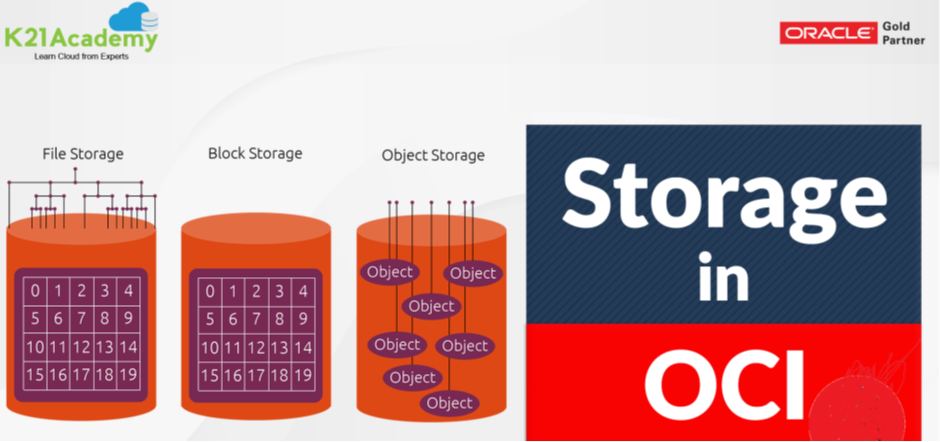 K21Academy
Learn Cloud from Experts
ORACLE Gold
Partner
File Storage
0 1 2 3 4
5 6 7 8 9
10 11 12 13 14
15 16 17 18 19
Block Storage
0 1 2 3 4
5 6 7 8 9
10 11 12 13 14
15 16 17 18 19
Object Storage
Object Object
Object
Object Object
Object
Object
Storage
in
OCI